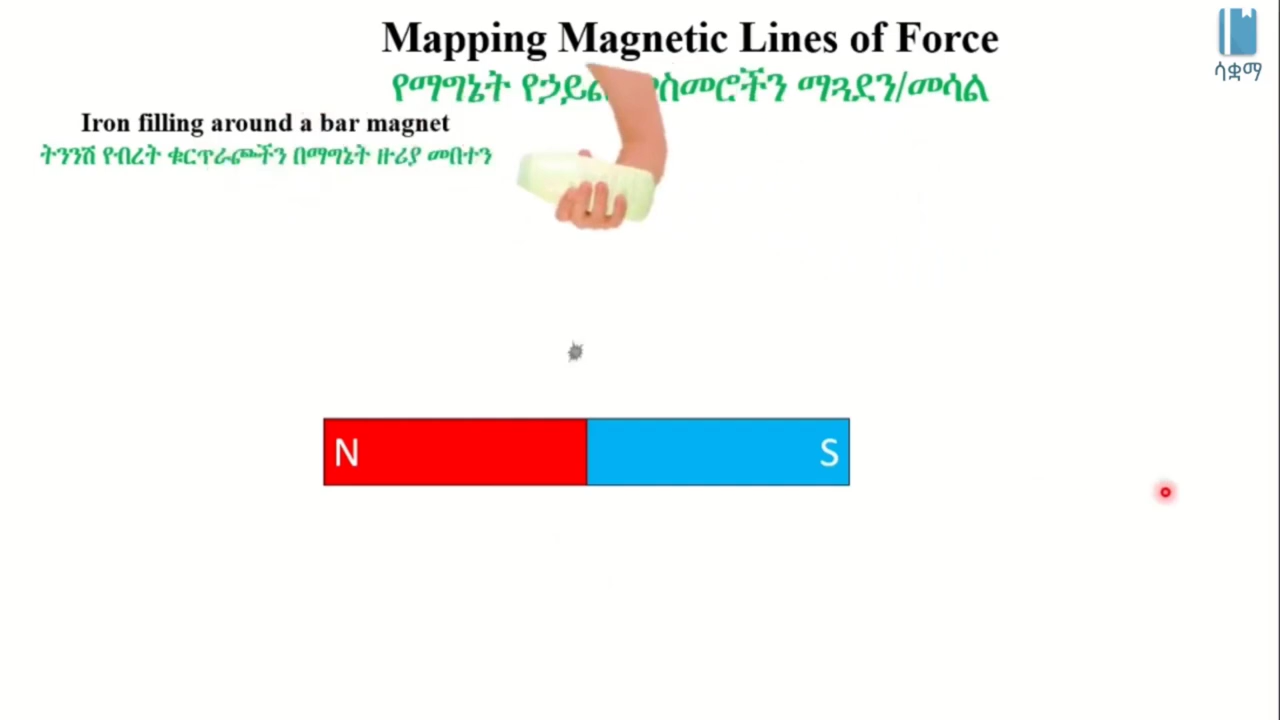 Mapping Magnetic Lines of Force
የማግኔት ማጓደን/መሳል
Iron filling around a bar magnet
ትንንሽ የብረት ቁርጥራጮችን በማግኔት ዙሪያ መበተን
N
S
ሳቋማ